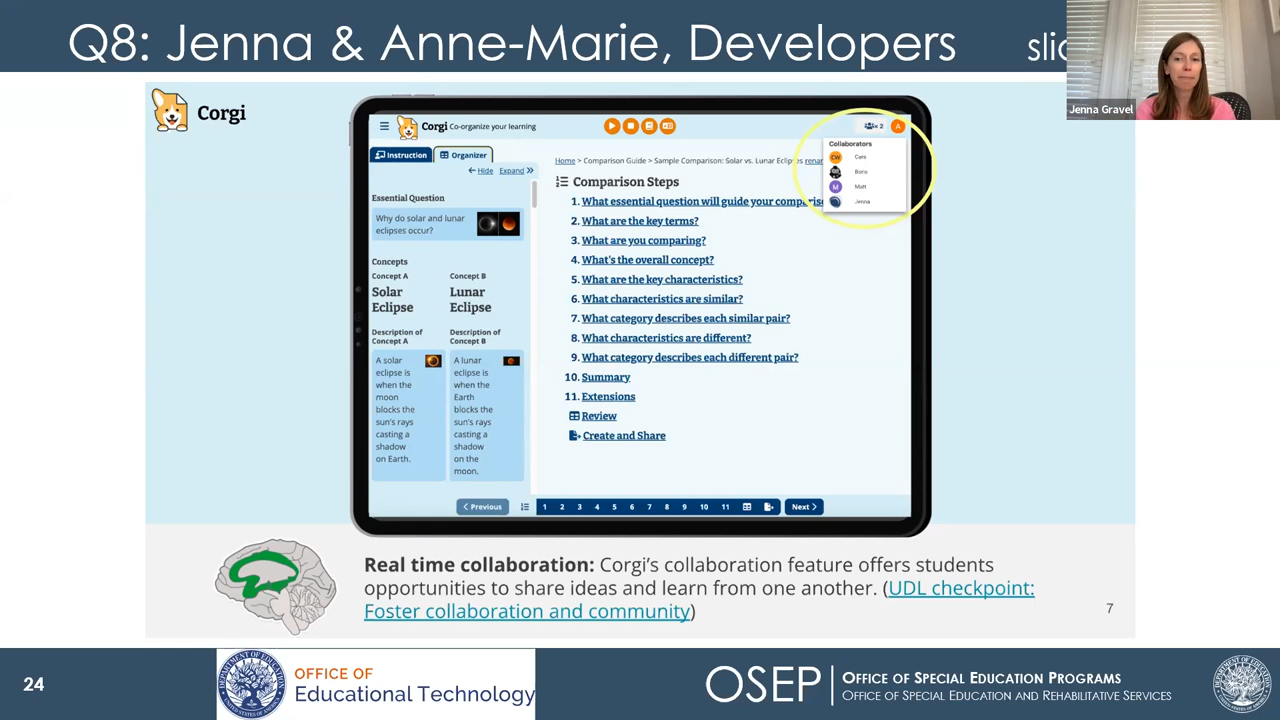 Q8: Jenna & Anne-Marie, Developers
Jenna Gravel
Corgi
Corgi Co-organize your learning
x 2
A
Instruction
Organizer
Home > Comparison Guide > Sample Comparison: Solar vs. Lunar Eclipses
Collaborators
CW Cara
Boris
M Matt
Jenna
Hide Expand
Essential Question
Why do solar and lunar
eclipses occur?
Concepts
Concept A
Concept B
Solar
Eclipse
Lunar
Eclipse
Description of
Concept A
Description of
Concept B
A solar
eclipse is
when the
moon
blocks the
sun's rays
casting a
shadow
on Earth.
A lunar
eclipse is
when the
Earth
blocks the
sun's rays
casting a
shadow
on the
moon.
Comparison Steps
1. What essential question will guide your
2. What are the key terms?
3. What are you comparing?
4. What's the overall concept?
5. What are the key characteristics?
6. What characteristics are similar?
7. What category describes each similar pair?
8. What characteristics are different?
9. What category describes each different pair?
10. Summary
11. Extensions
Review
Create and Share
Previous 1 2 3 4 5 6 7 8 9 10 11 Next
Real time collaboration: Corgi's collaboration feature offers students
opportunities to share ideas and learn from one another. (UDL checkpoint:
Foster collaboration and community)
7
24
OFFICE OF
Educational Technology
OSEP
OFFICE OF SPECIAL EDUCATION PROGRAMS
OFFICE OF SPECIAL EDUCATION AND REHABILITATIVE SERVICES